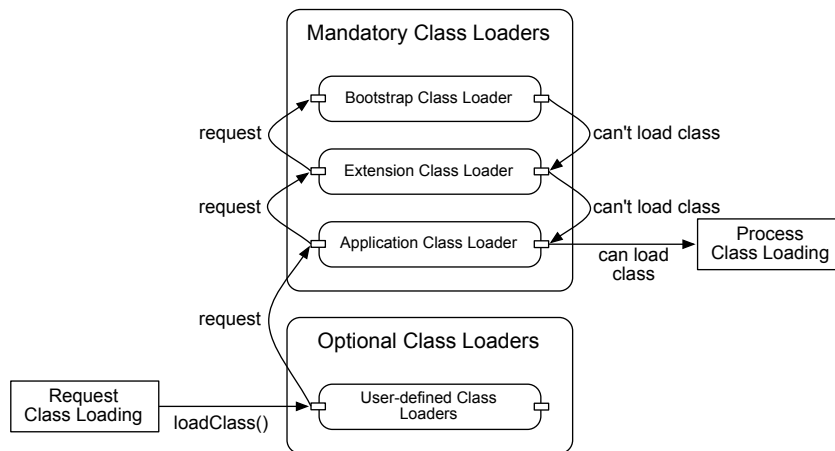 Mandatory Class Loaders
Bootstrap Class Loader
request
can't load class
Extension Class Loader
request
can't load class
Application Class Loader
can load
class
Process
Class Loading
request
Optional Class Loaders
Request
Class Loading
loadClass()
User-defined Class
Loaders